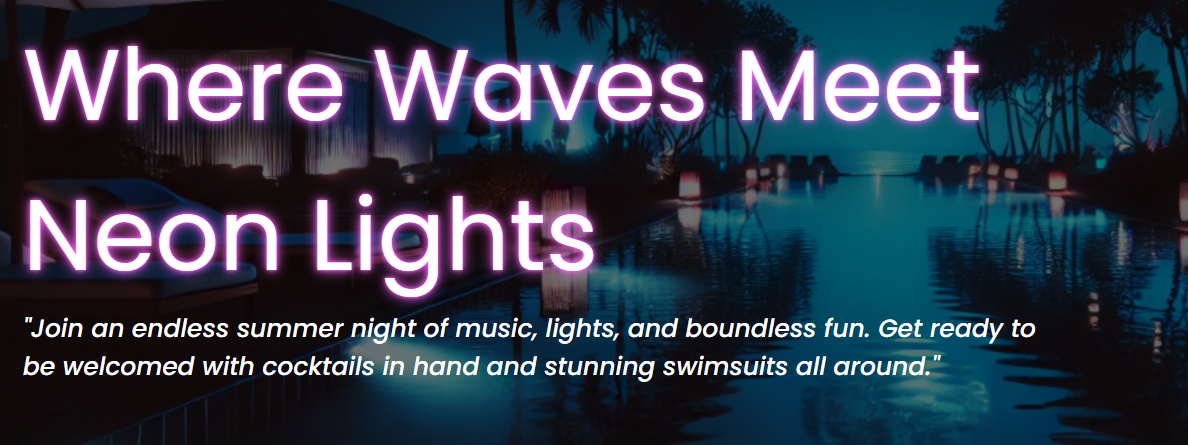 Where Waves Meet
Neon Lights
"Join an endless summer night of music, lights, and boundless fun. Get ready to
be welcomed with cocktails in hand and stunning swimsuits all around."